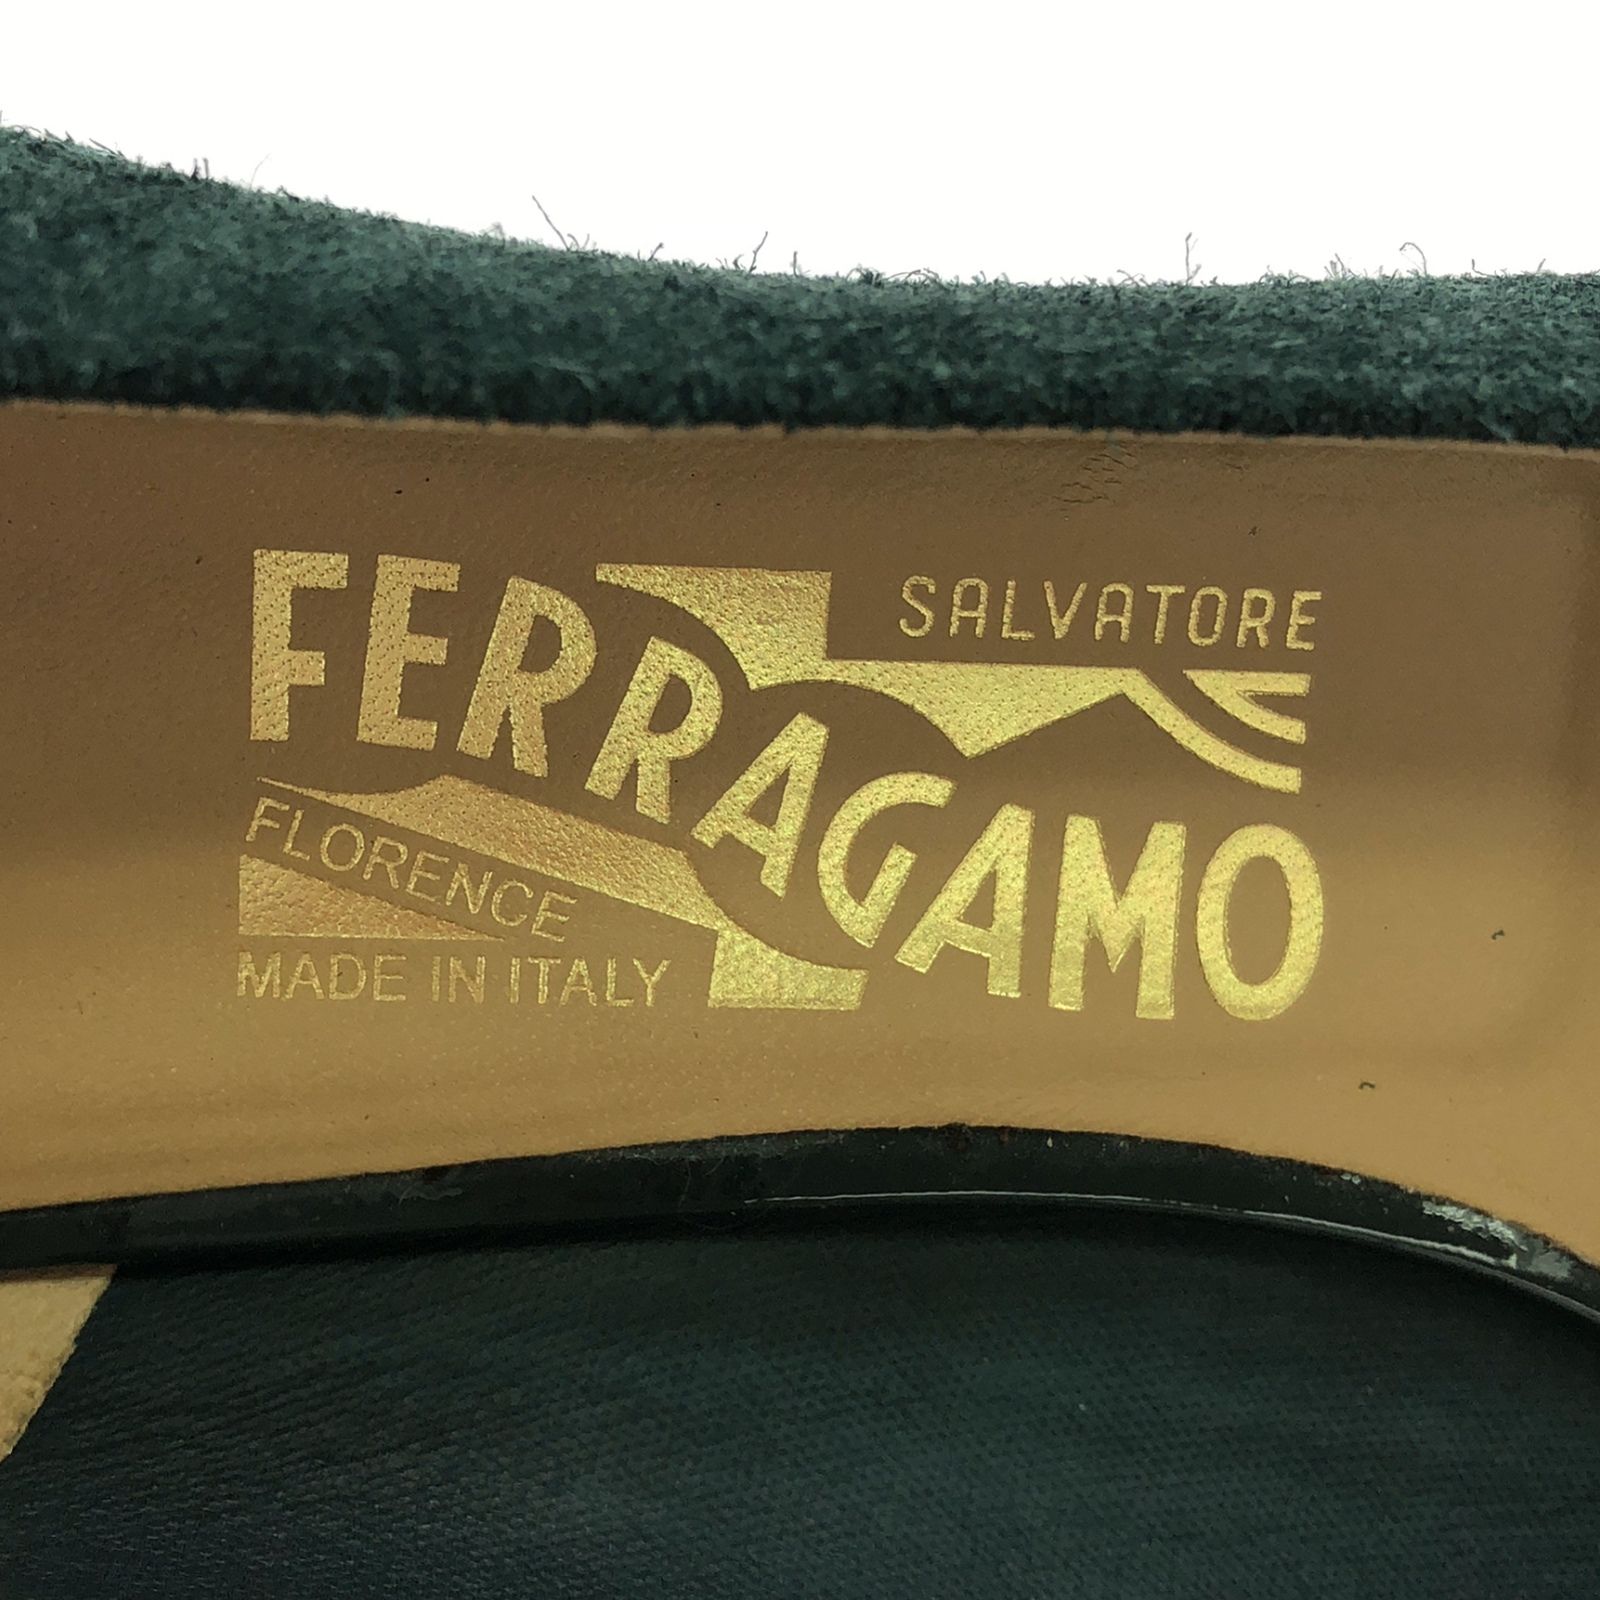 SALVATORE
FERRAGAMO
FLORENCE
MADE IN ITALY